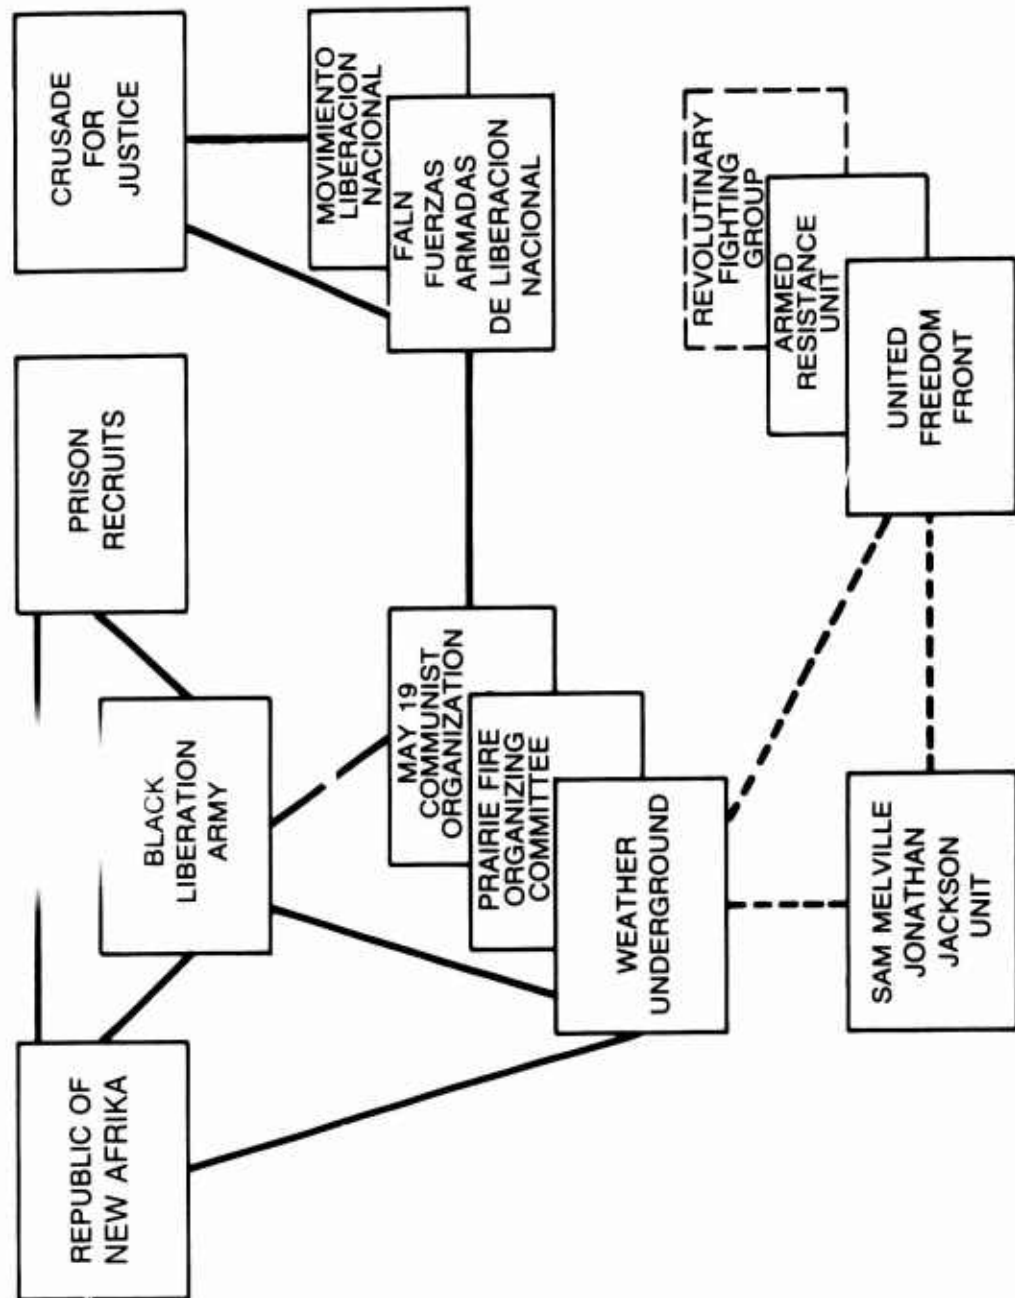 REPUBLIC OF
NEW AFRIKA
PRISON
RECRUITS
CRUSADE
FOR
JUSTICE
BLACK
LIBERATION
ARMY
MOVIMIENTO
LIBERACION
NACIONAL
FALN
FUERZAS
ARMADAS
DE LIBERACION
NACIONAL
MAY 19
COMMUNIST
ORGANIZATION
PRAIRIE FIRE
ORGANIZING
COMMITTEE
WEATHER
UNDERGROUND
REVOLUTINARY
FIGHTING
GROUP
ARMED
RESISTANCE
UNIT
UNITED
FREEDOM
FRONT
SAM MELVILLE
JONATHAN
JACKSON
UNIT